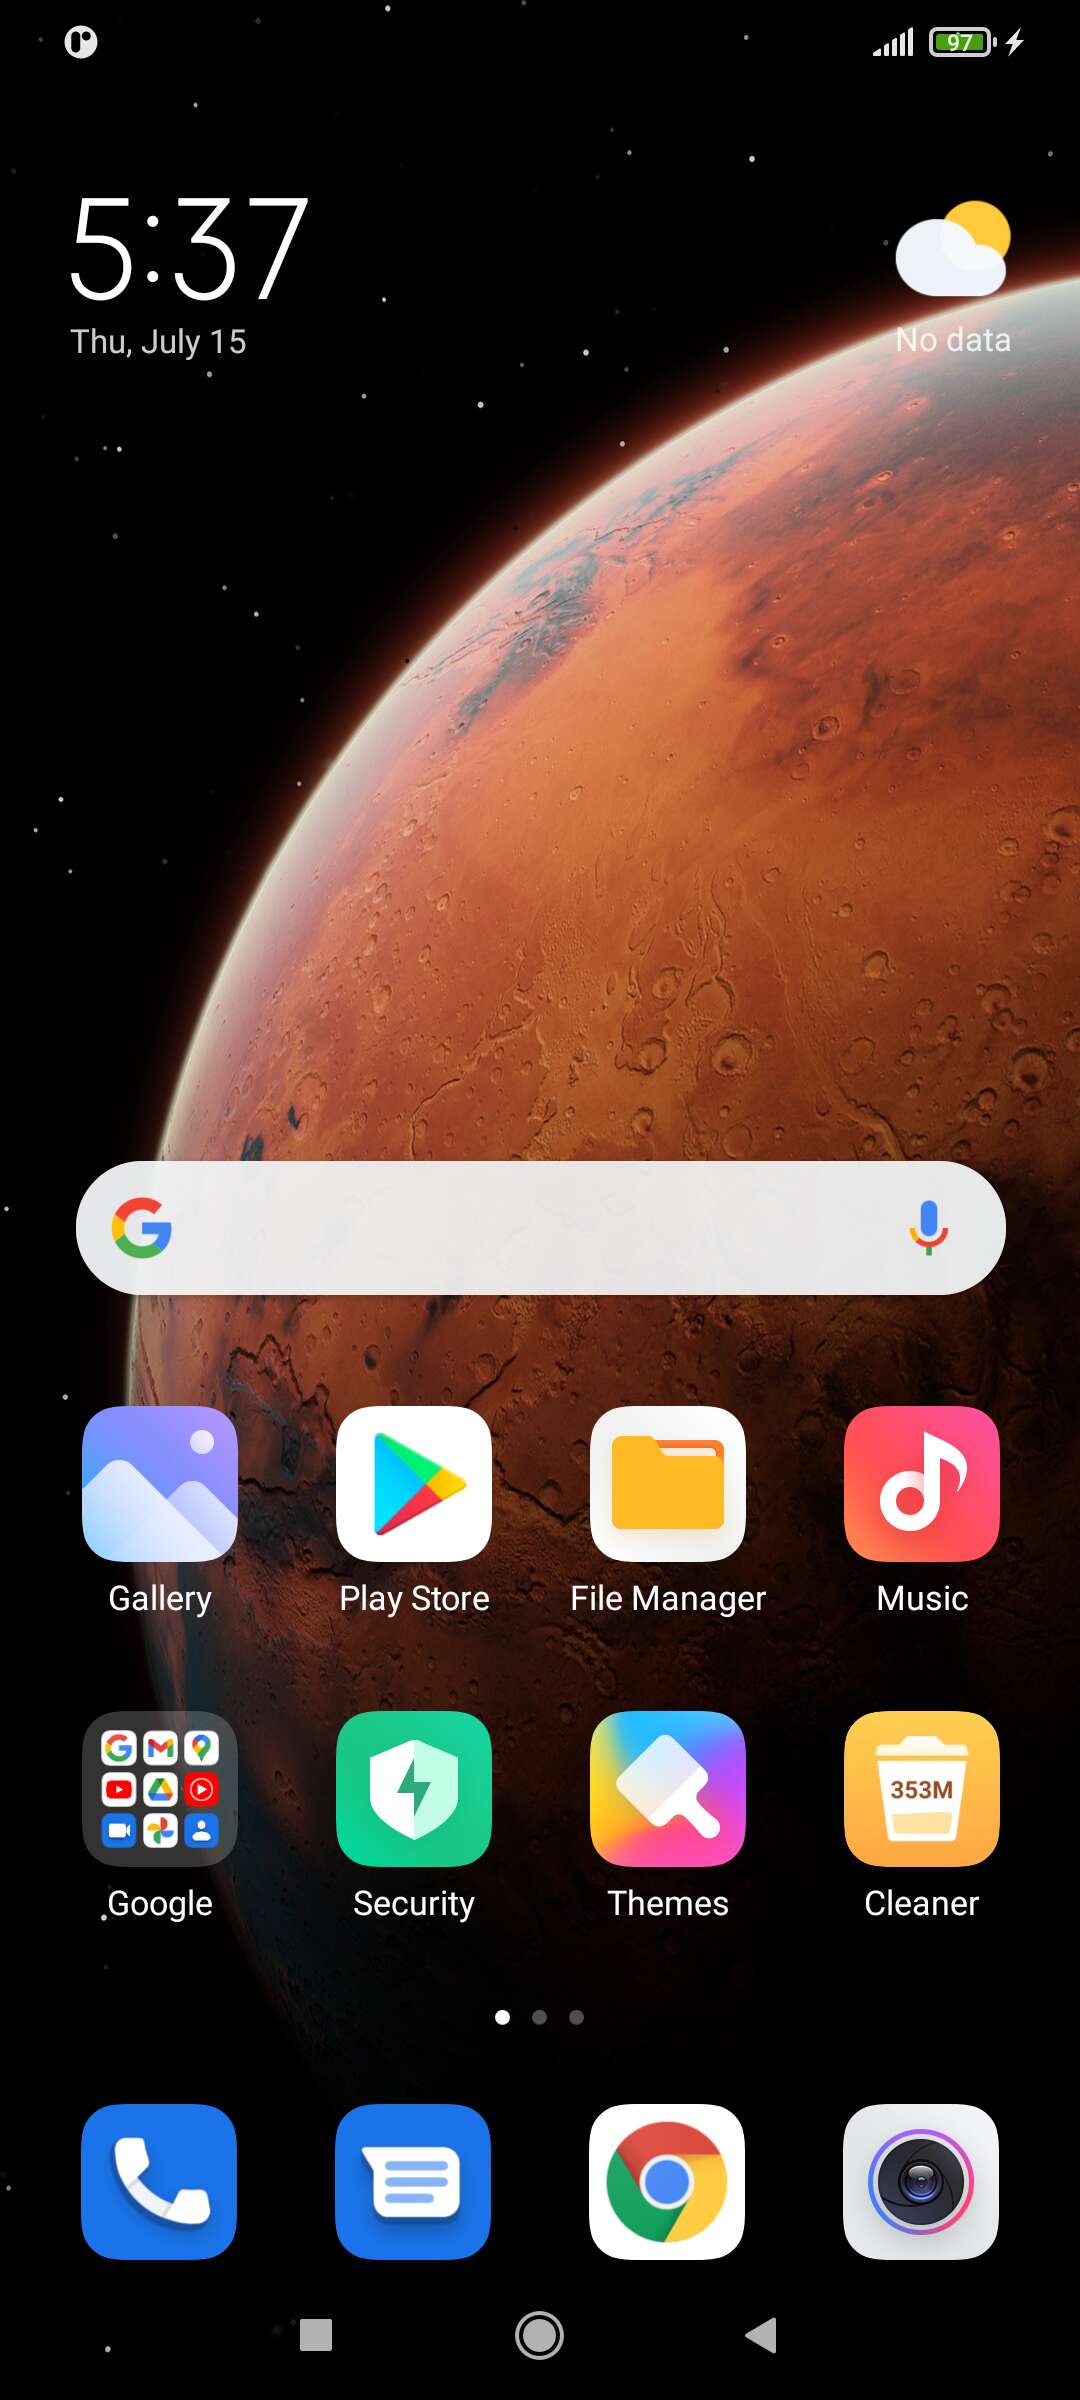 97
5:37
Thu, July 15
No data
Gallery
Play Store
File Manager
Music
353M
Google
Security
Themes
Cleaner